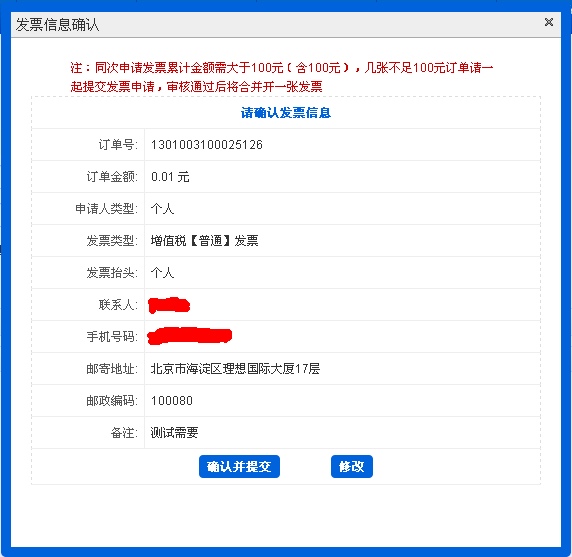 发票信息确认
注：同次申请发票累计金额需大于100元（含100元），几张不足100元订单请一
起提交发票申请，审核通过后将合并开一张发票
请确认发票信息
订单号: 1301003100025126
订单金额: 0.01 元
申请人类型: 个人
发票类型: 增值税【普通】发票
发票抬头: 个人
联系人:
手机号码:
邮寄地址: 北京市海淀区理想国际大厦17层
邮政编码: 100080
备注: 测试需要
确认并提交 修改